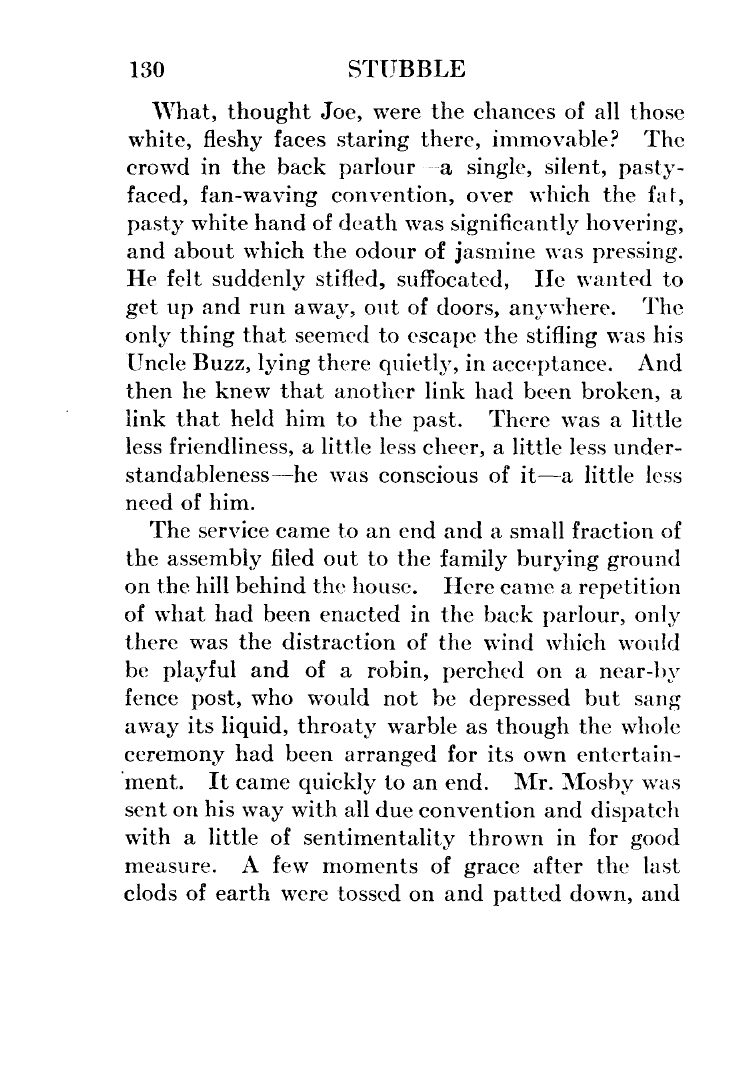 130 STUBBLE
What, thought Joe, were the chances of all those
white, fleshy faces staring there, immovable? The
crowd in the back parlour—a single, silent, pasty-
faced, fan-waving convention, over which the fat,
pasty white hand of death was significantly hovering,
and about which the odour of jasmine was pressing.
He felt suddenly stifled, suffocated, He wanted to
get up and run away, out of doors, anywhere. The
only thing that seemed to escape the stifling was his
Uncle Buzz, lying there quietly, in acceptance. And
then he knew that another link had been broken, a
link that held him to the past. There was a little
less friendliness, a little less cheer, a little less under-
standableness—he was conscious of it—a little less
need of him.
The service came to an end and a small fraction of
the assembly filed out to the family burying ground
on the hill behind the house. Here came a repetition
of what had been enacted in the back parlour, only
there was the distraction of the wind which would
be playful and of a robin, perched on a near-by
fence post, who would not be depressed but sang
away its liquid, throaty warble as though the whole
ceremony had been arranged for its own entertain-
ment. It came quickly to an end. Mr. Mosby was
sent on his way with all due convention and dispatch
with a little of sentimentality thrown in for good
measure. A few moments of grace after the last
clods of earth were tossed on and patted down, and